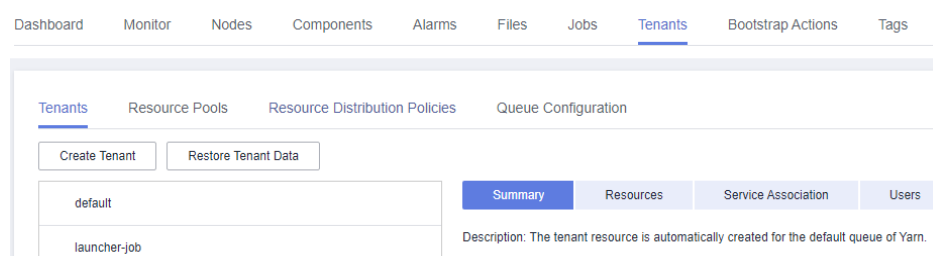 Dashboard Monitor Nodes Components Alarms Files Jobs Tenants Bootstrap Actions Tags
Tenants Resource Pools Resource Distribution Policies Queue Configuration
Create Tenant Restore Tenant Data
default
launcher-job
Summary Resources Service Association Users
Description: The tenant resource is automatically created for the default queue of Yarn.